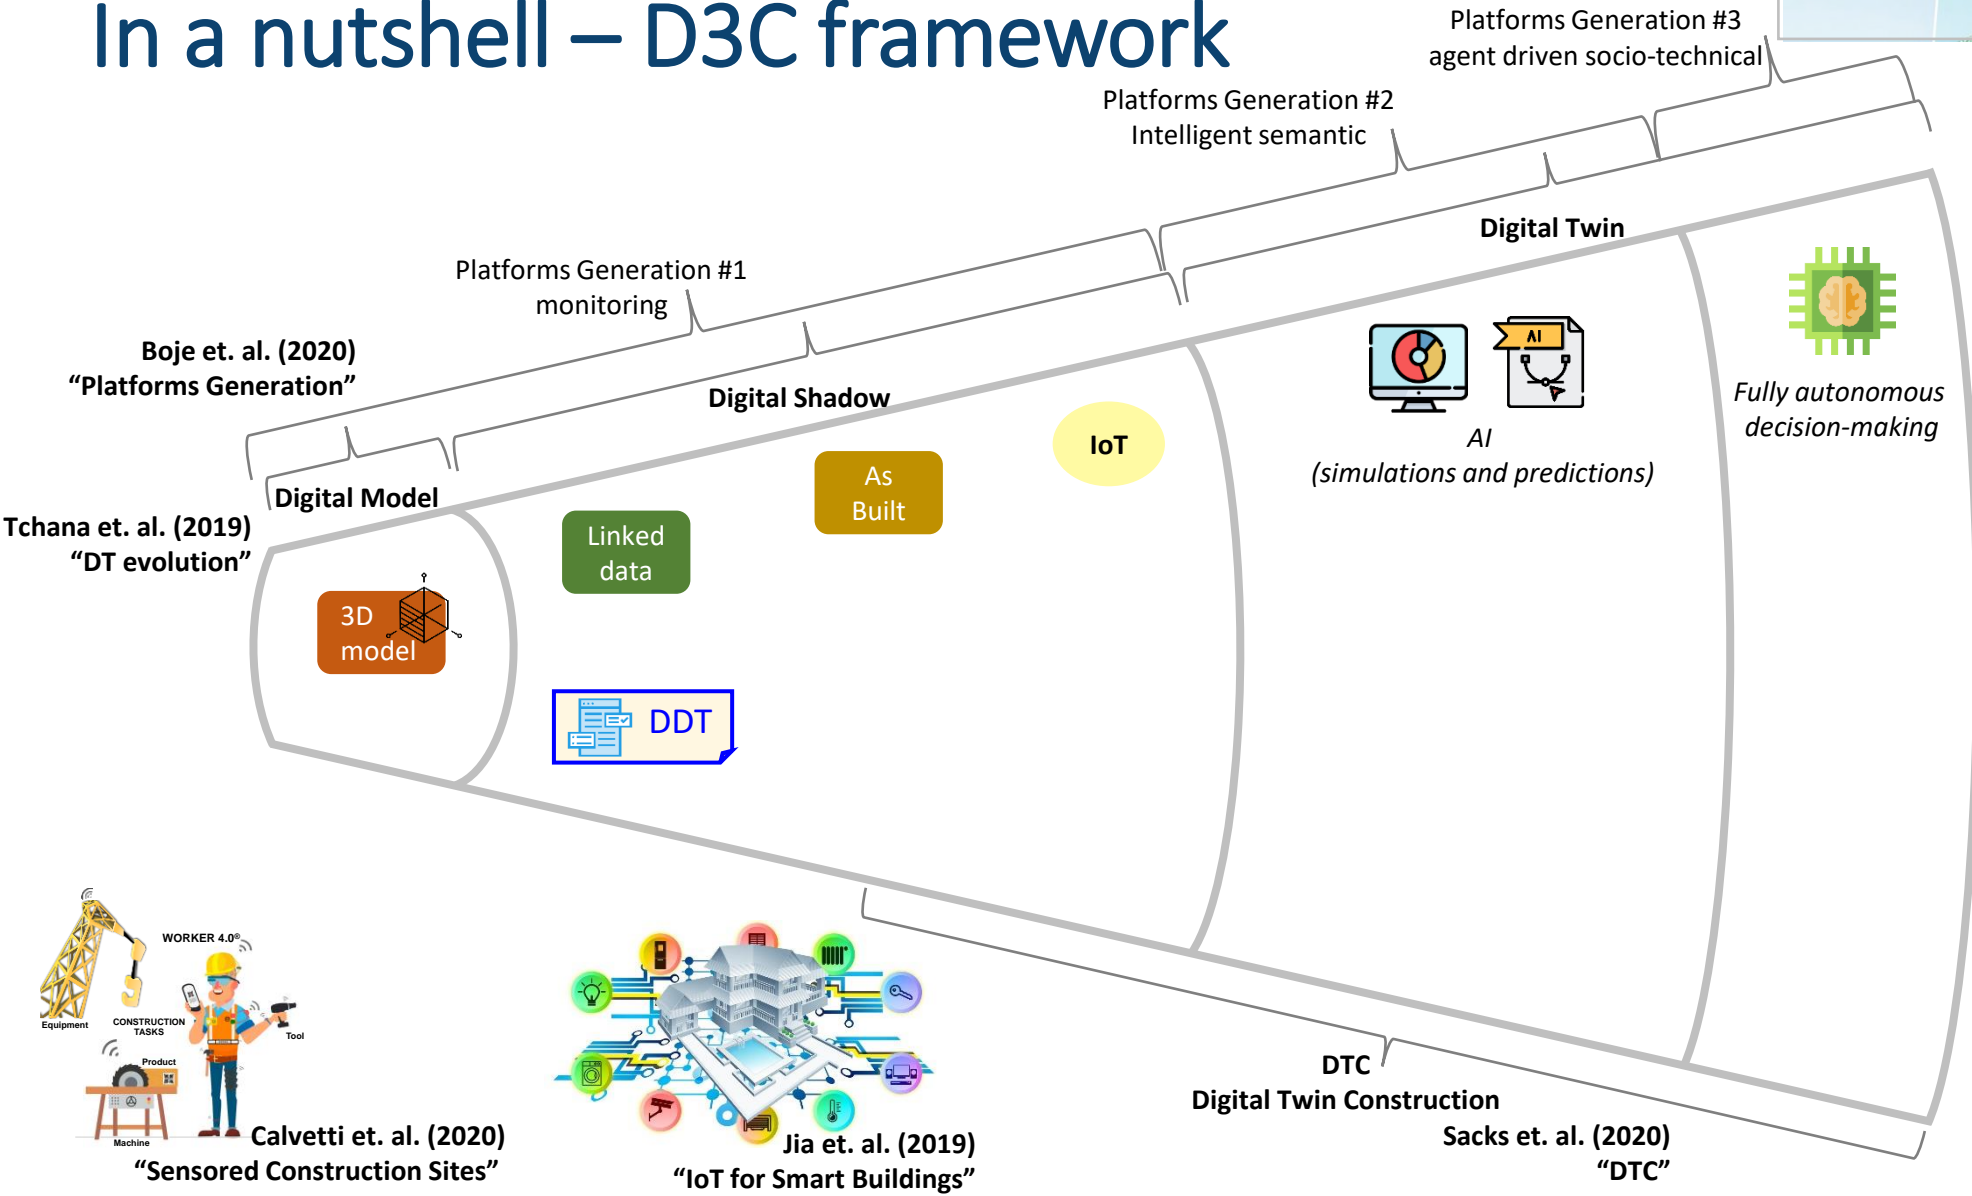 In a nutshell – D3C framework
Platforms Generation #3
agent driven socio-technical
Platforms Generation #2
Intelligent semantic
Digital Twin
Platforms Generation #1
monitoring
Boje et. al. (2020)
“Platforms Generation”
Digital Shadow
AI
AI
(simulations and predictions)
Fully autonomous
decision-making
IoT
As
Built
Digital Model
Tchana et. al. (2019)
“DT evolution”
Linked
data
3D
model
DDT
WORKER 4.0®
Equipment
CONSTRUCTION
TASKS
Tool
Product
Machine
Calvetti et. al. (2020)
“Sensored Construction Sites”
Jia et. al. (2019)
“IoT for Smart Buildings”
DTC
Digital Twin Construction
Sacks et. al. (2020)
“DTC”